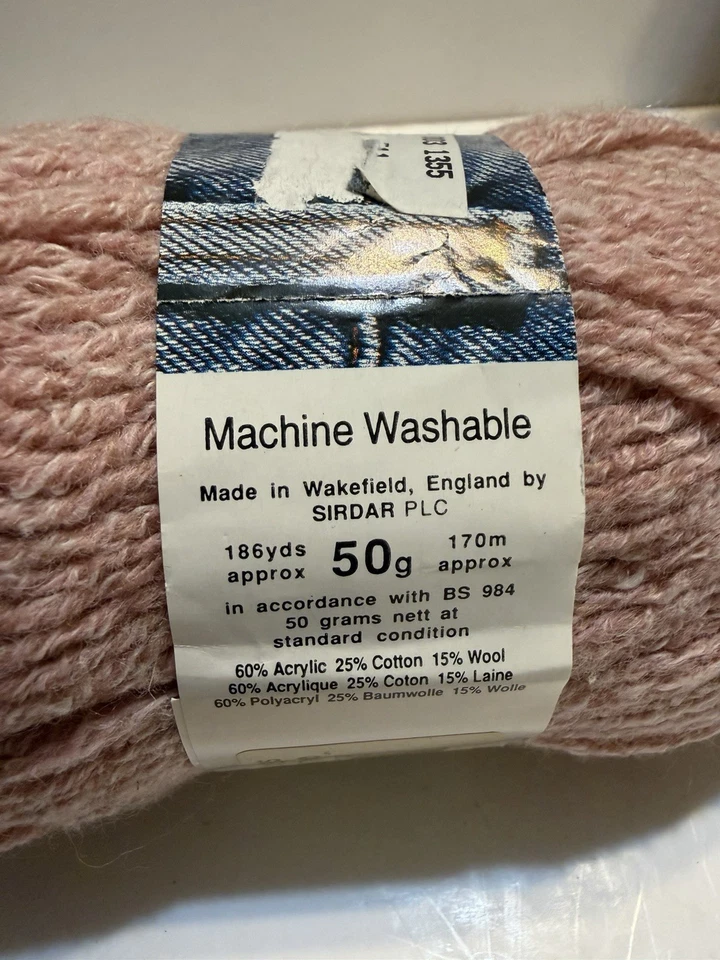 1355
Machine Washable
Made in Wakefield, England by
SIRDAR PLC
186yds
approx
50g
170m
approx
in accordance with BS 984
50 grams nett at
standard condition
60% Acrylic 25% Cotton 15% Wool
60% Acrylique 25% Coton 15% Laine
60% Polyacryl 25% Baumwolle 15% Wolle